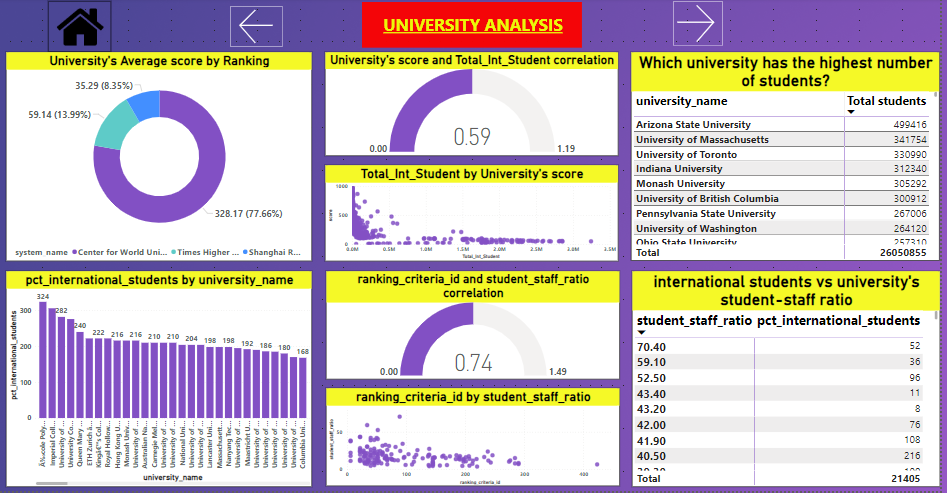 UNIVERSITY ANALYSIS
University's Average score by Ranking
35.29 (8.35%)
59.14 (13.99%)
328.17 (77.66%)
system_name Center for World Uni... Times Higher ... Shanghai R...
University's score and Total_Int_Student correlation
0.59
0.00 1.19
Total_Int_Student by University's score
score
1000
500
0
0.0M 0.5M 1.0M 1.5M 2.0M 2.5M 3.0M 3.5M
Total_Int_Student
Which university has the highest number
of students?
university_name Total students
Arizona State University 499416
University of Massachusetts 341754
University of Toronto 330990
Indiana University 312340
Monash University 305292
University of British Columbia 300912
Pennsylvania State University 267006
University of Washington 264120
Ohio State University 257310
Total 26050855
pct_international_students by university_name
pct_international_students
300
200
100
0
324 282 240 222 216 216 210 210 204 198 198 192 186 180 168
École Poly...
Imperial Coll...
University of ...
University Co...
Queen Mary ...
ETH Zurich â...
Royal Hollow...
Hong Kong U...
Monash Univ...
University of ...
Australian Na...
Carnegie Mel...
University of ...
University of ...
National Uni...
University of ...
Lancaster Uni...
Massachusett...
University of ...
Maastricht U...
University of ...
University of ...
University of ...
Columbia Uni...
university_name
ranking_criteria_id and student_staff_ratio
correlation
0.74
0.00 1.49
ranking_criteria_id by student_staff_ratio
student_staff_ratio
50
0
0 100 200 300 400
ranking_criteria_id
international students vs university's
student-staff ratio
student_staff_ratio pct_international_students
70.40 52
59.10 36
52.50 96
43.40 11
43.20 8
42.00 76
41.90 108
40.50 216
Total 21405